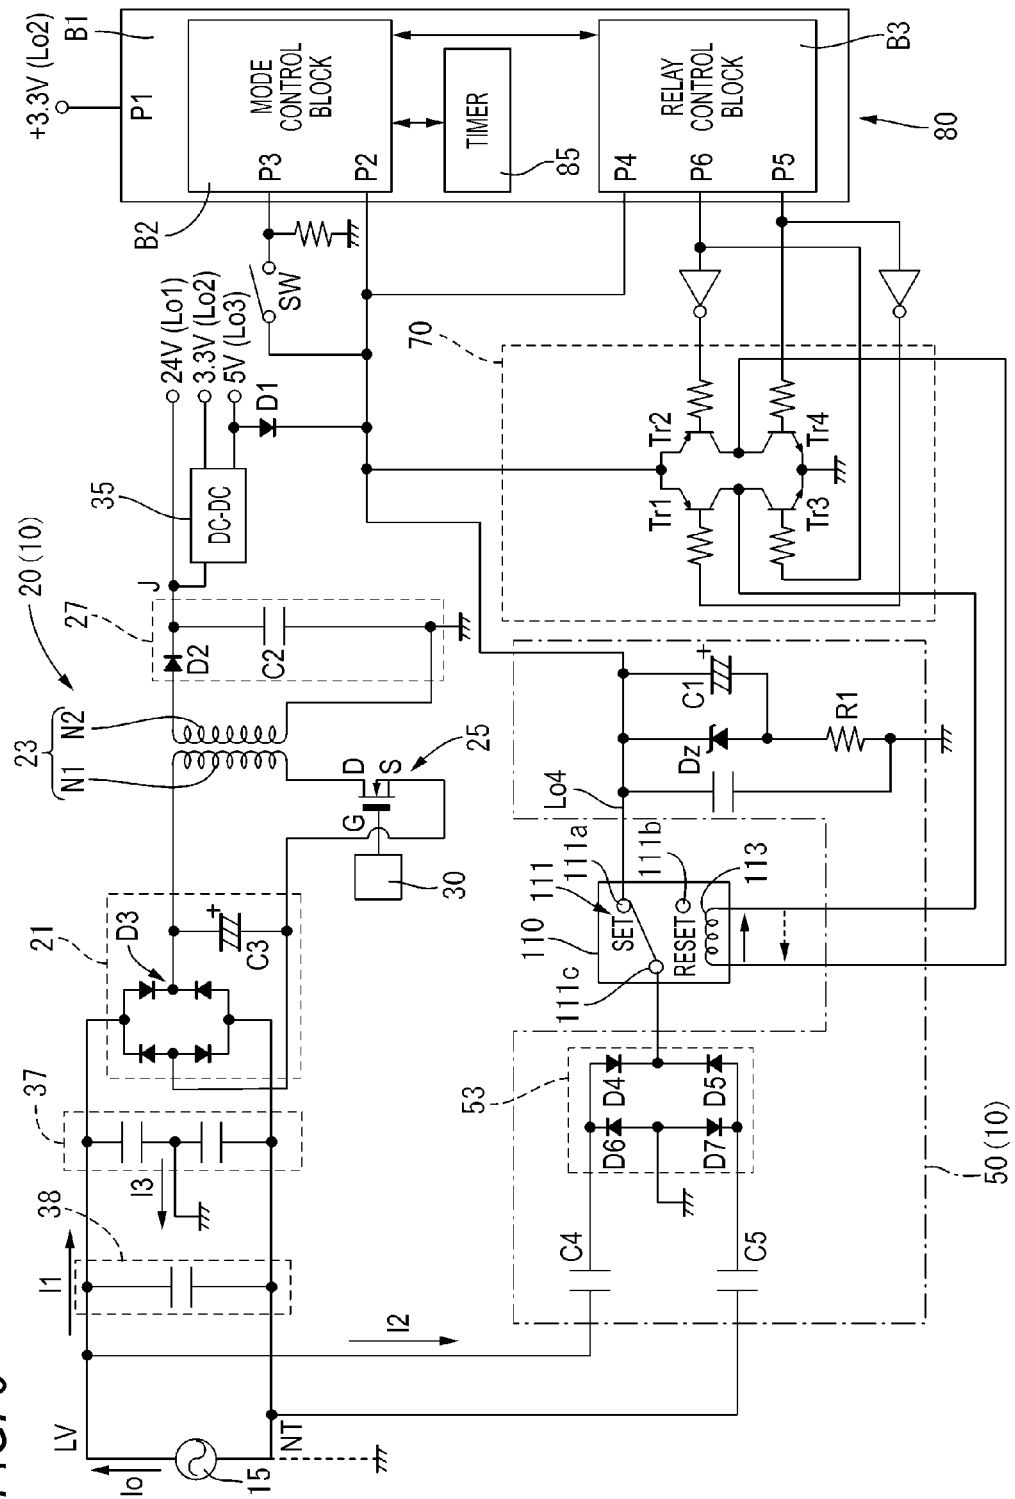 Io
15
LV
NT
I1
38
I3
37
21
D3
C3
23
N1
N2
20(10)
27
J
D2
C2
35
DC-DC
24V (Lo1)
3.3V (Lo2)
5V (Lo3)
D1
30
G
D
S
25
SW
+3.3V (Lo2)
B1
P1
B2
MODE
CONTROL
BLOCK
P3
P2
TIMER
85
RELAY
CONTROL
BLOCK
B3
P4
P6
P5
80
70
Tr1
Tr2
Tr3
Tr4
I2
C4
C5
53
D6
D4
D7
D5
50(10)
110
111
111a
111b
111c
SET
RESET
113
Lo4
Dz
C1
+
R1
+